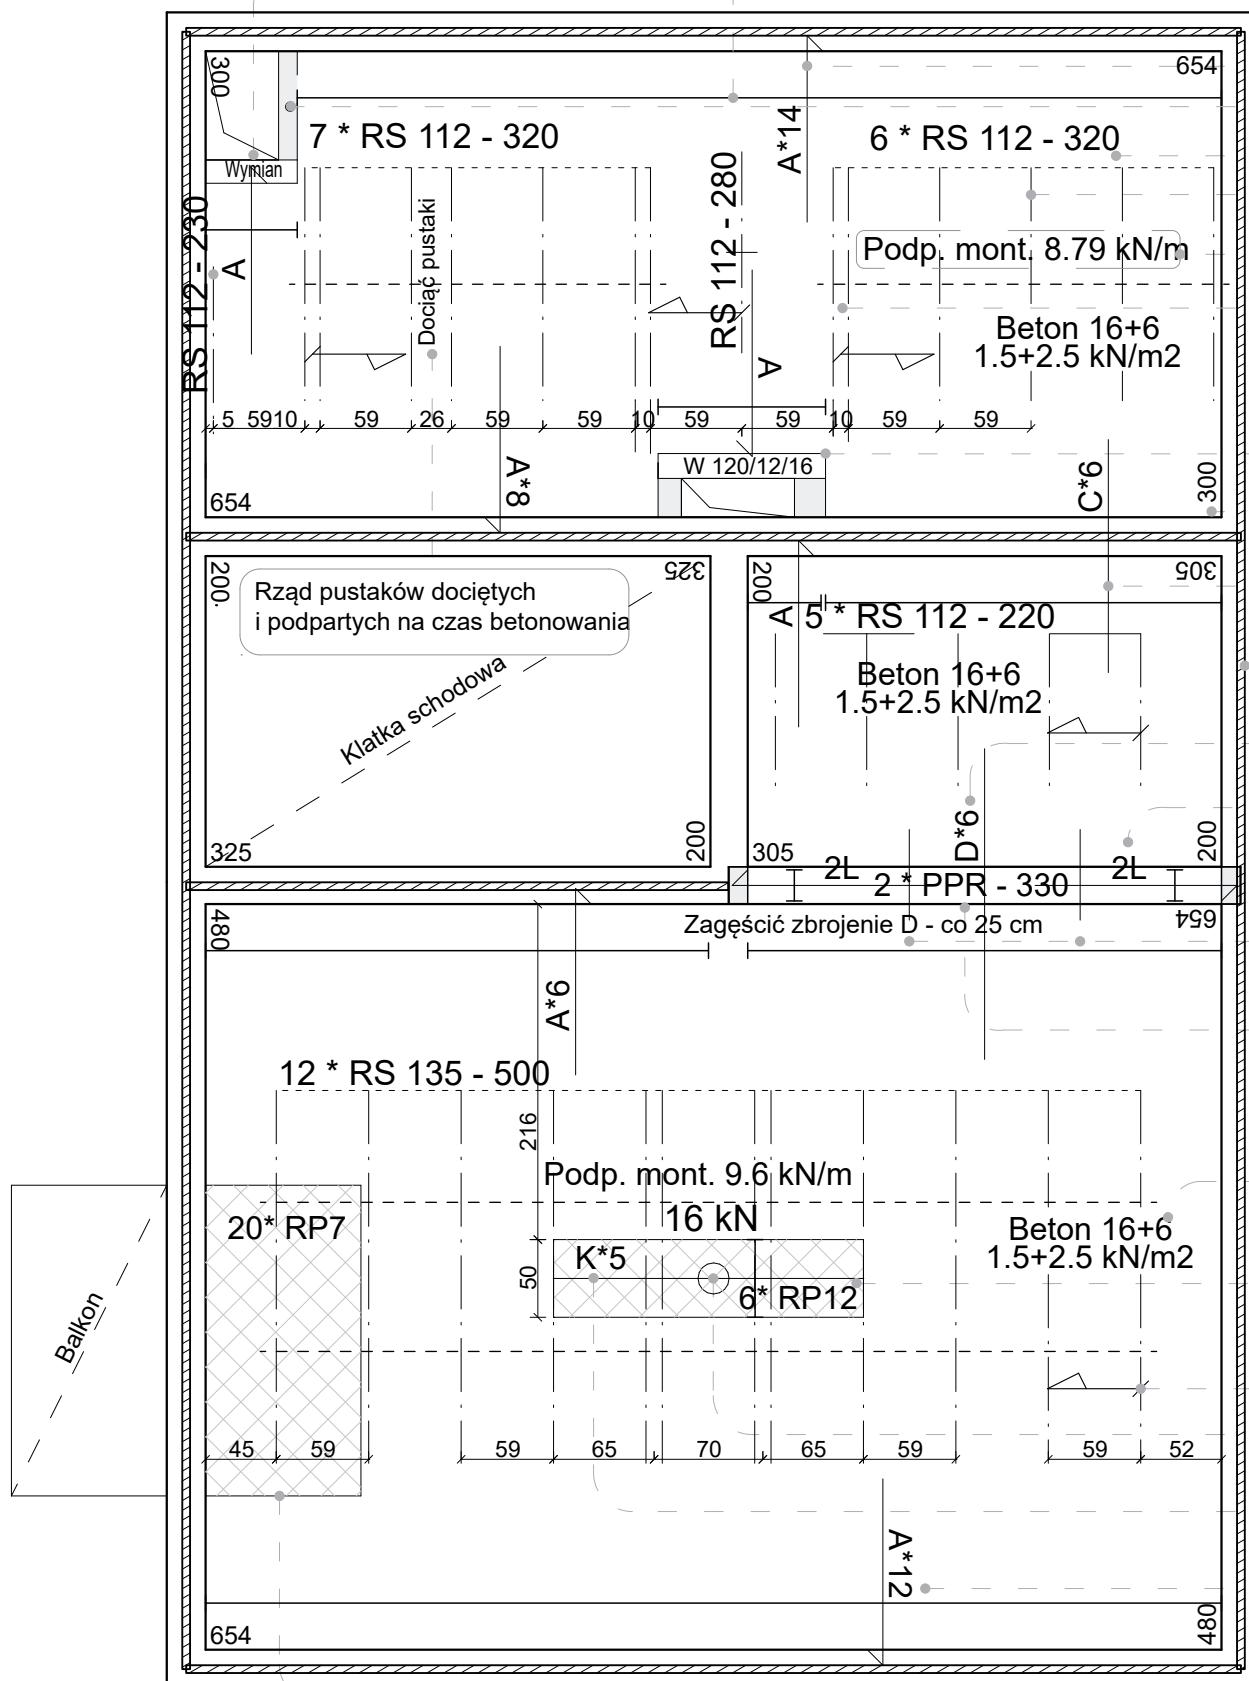 300
654
7 * RS 112 - 320
A*14
6 * RS 112 - 320
Wymian
RS 112 - 230
A
Dociąć pustaki
RS 112 - 280
Podp. mont. 8.79 kN/m
Beton 16+6
1.5+2.5 kN/m2
A
5 59 10 59 26 59 59 10 59 59 10 59 59
W 120/12/16
A*8
C*6
654
300
200
325
Rząd pustaków dociętych
i podpartych na czas betonowania
Klatka schodowa
325
200
200
305
A
5 * RS 112 - 220
Beton 16+6
1.5+2.5 kN/m2
D*6
305
200
2L
2 * PPR - 330
2L
480
Zagęścić zbrojenie D - co 25 cm
654
A*6
12 * RS 135 - 500
216
Podp. mont. 9.6 kN/m
16 kN
20* RP7
K*5
50
6* RP12
Beton 16+6
1.5+2.5 kN/m2
Balkon
45 59 59 65 70 65 59 59 52
A*12
654
480